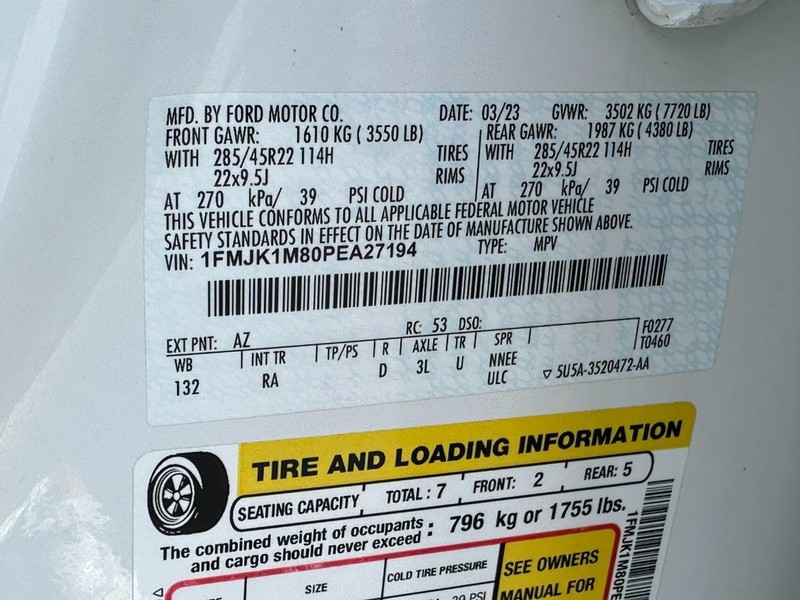 MFD. BY FORD MOTOR CO. DATE: 03/23 GVWR: 3502 KG ( 7720 LB)
FRONT GAWR: 1610 KG ( 3550 LB) REAR GAWR: 1987 KG ( 4380 LB)
WITH 285/45R22 114H TIRES WITH 285/45R22 114H TIRES
22x9.5J RIMS 22x9.5J RIMS
AT 270 kPa/ 39 PSI COLD AT 270 kPa/ 39 PSI COLD
THIS VEHICLE CONFORMS TO ALL APPLICABLE FEDERAL MOTOR VEHICLE
SAFETY STANDARDS IN EFFECT ON THE DATE OF MANUFACTURE SHOWN ABOVE.
VIN: 1FMJK1M80PEA27194 TYPE: MPV
EXT PNT: AZ RC: 53 DSO: F0277
WB INT TR TP/PS R AXLE TR SPR T0460
132 RA D 3L U NNEE
ULC ▽ 5U5A-3520472-AA
TIRE AND LOADING INFORMATION
SEATING CAPACITY TOTAL : 7 FRONT: 2 REAR: 5
The combined weight of occupants
and cargo should never exceed : 796 kg or 1755 lbs.
SIZE COLD TIRE PRESSURE SEE OWNERS
MANUAL FOR
39 PSI
1FMJK1M80PE